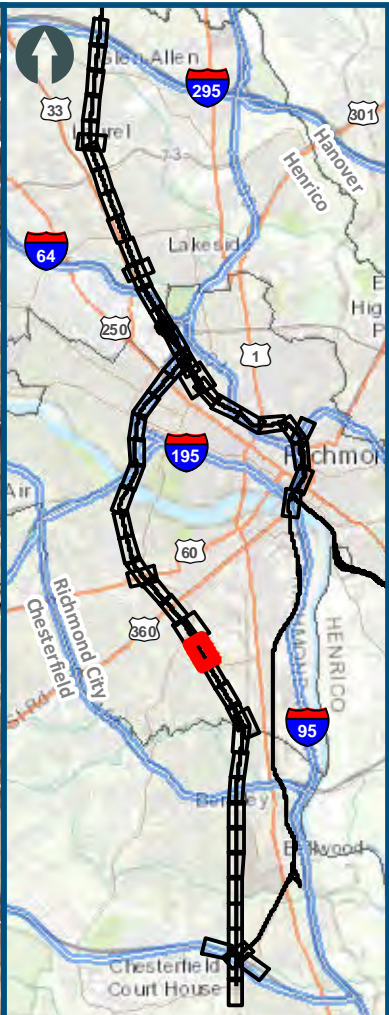 Glen Allen
295
33
301
Laurel
73
Hanover
Henrico
Lakeside
64
250
1
195
Air
60
Richmond City
Chesterfield
360
HENRICO
95
Bellwood
Chesterfield
Court House